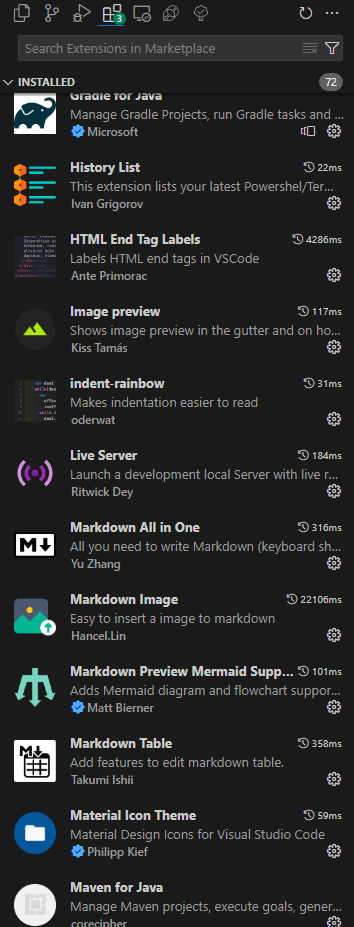 3
Search Extensions in Marketplace
INSTALLED 72
Gradle for Java
Manage Gradle Projects, run Gradle tasks and ...
Microsoft
History List 22ms
This extension lists your latest Powershel/Ter...
Ivan Grigorov
HTML End Tag Labels 4286ms
Labels HTML end tags in VSCode
Ante Primorac
Image preview 117ms
Shows image preview in the gutter and on ho...
Kiss Tamás
indent-rainbow 31ms
Makes indentation easier to read
oderwat
Live Server 184ms
Launch a development local Server with live r...
Ritwick Dey
Markdown All in One 316ms
All you need to write Markdown (keyboard sh...
Yu Zhang
Markdown Image 22106ms
Easy to insert a image to markdown
Hancel.Lin
Markdown Preview Mermaid Supp... 101ms
Adds Mermaid diagram and flowchart suppor...
Matt Bierner
Markdown Table 358ms
Add features to edit markdown table.
Takumi Ishii
Material Icon Theme 59ms
Material Design Icons for Visual Studio Code
Philipp Kief
Maven for Java
Manage Maven projects, execute goals, gener...
corecipher